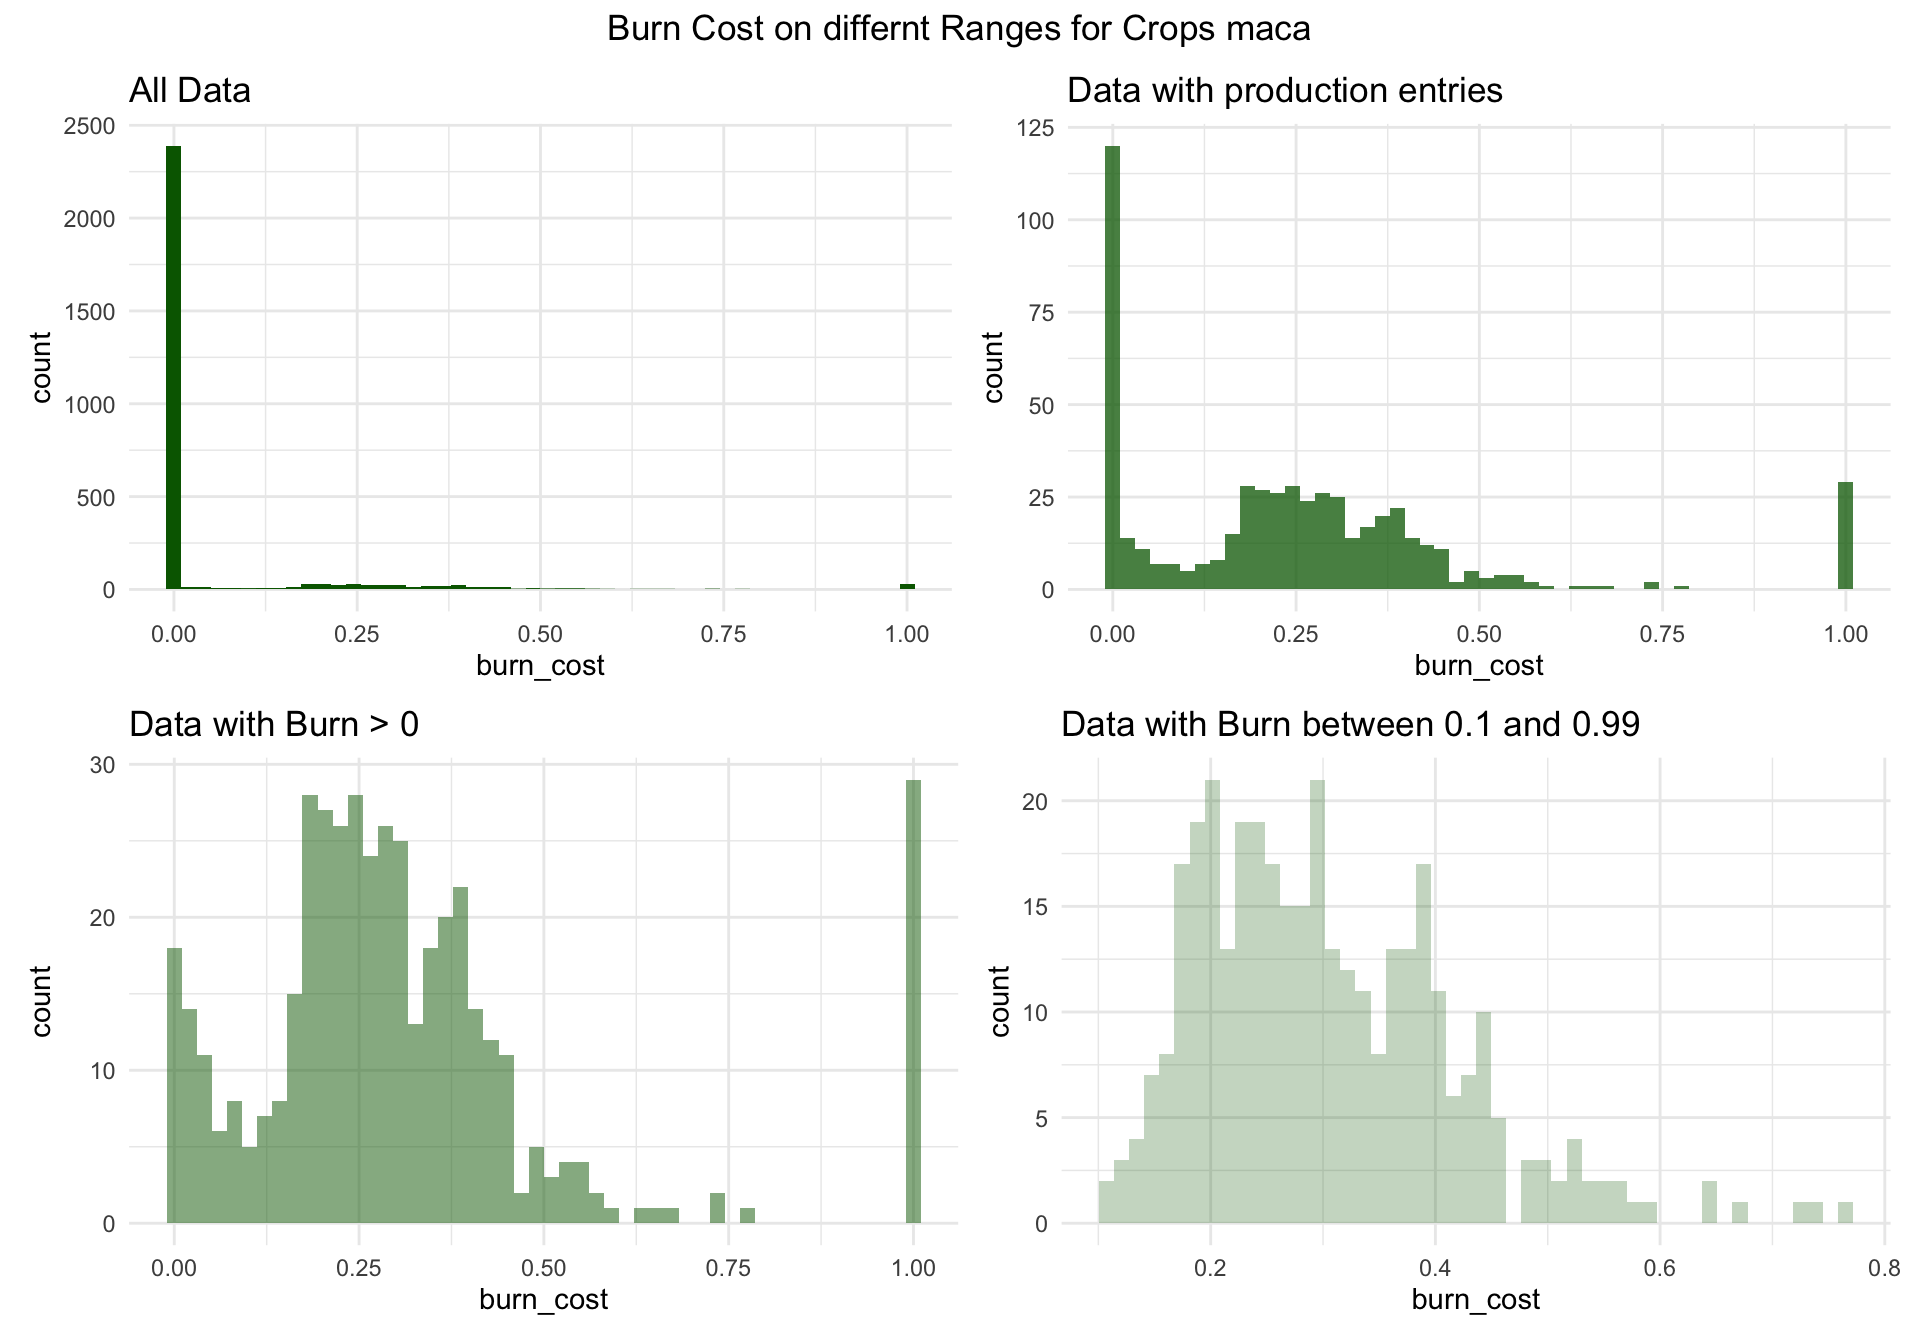 Burn Cost on differnt Ranges for Crops maca
All Data
2500
2000
1500
1000
500
0
count
0.00 0.25 0.50 0.75 1.00
burn_cost
Data with production entries
125
100
75
50
25
0
count
0.00 0.25 0.50 0.75 1.00
burn_cost
Data with Burn > 0
30
20
10
0
count
0.00 0.25 0.50 0.75 1.00
burn_cost
Data with Burn between 0.1 and 0.99
20
15
10
5
0
count
0.2 0.4 0.6 0.8
burn_cost